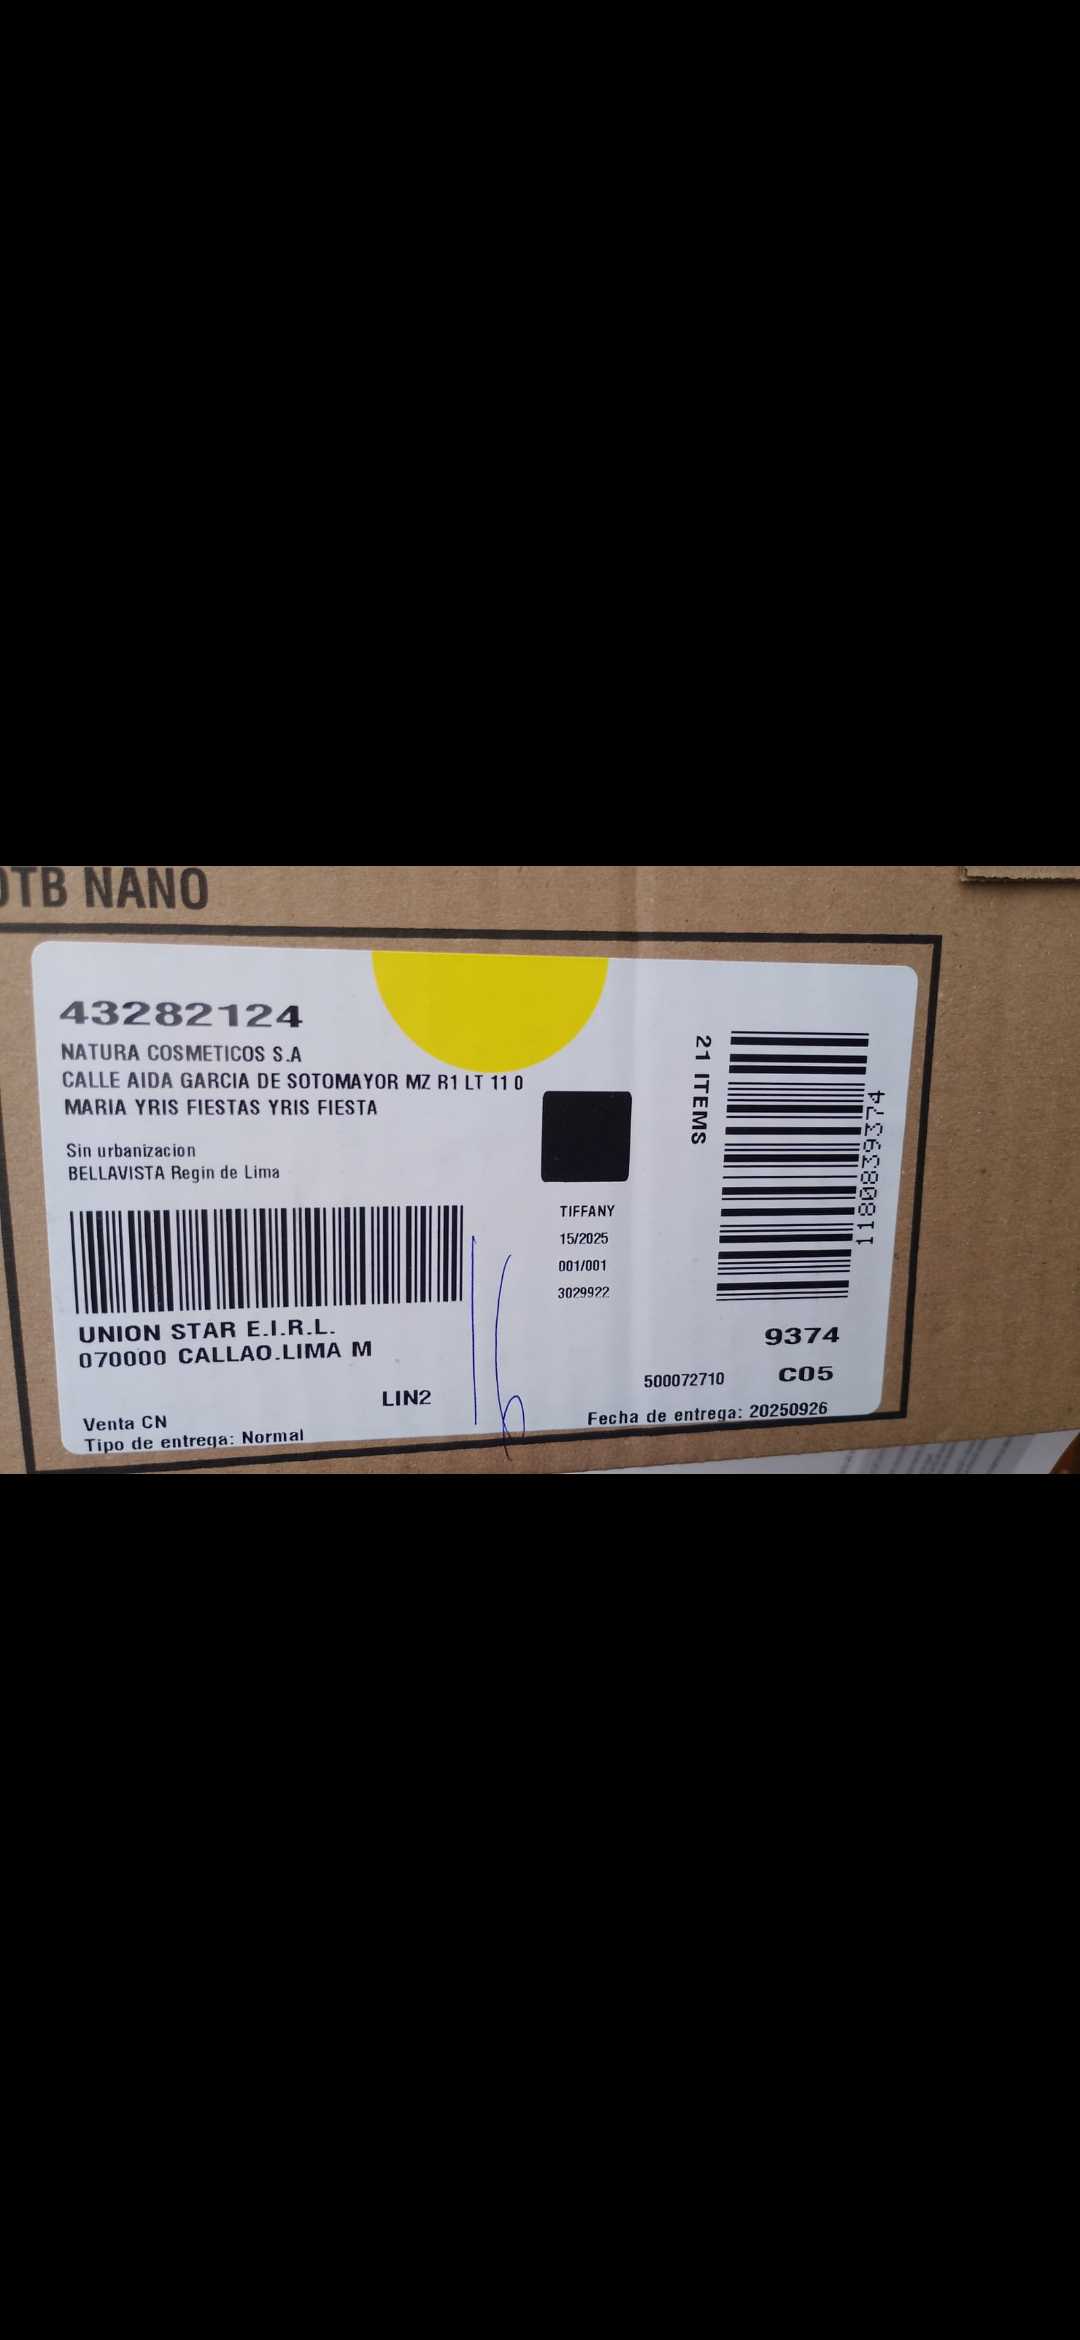 OTB NANO
43282124
NATURA COSMETICOS S.A
CALLE AIDA GARCIA DE SOTOMAYOR MZ R1 LT 11 0
MARIA YRIS FIESTAS YRIS FIESTA
Sin urbanizacion
BELLAVISTA Regin de Lima
21 ITEMS
1180839374
TIFFANY
15/2025
001/001
3029922
UNION STAR E.I.R.L.
070000 CALLAO.LIMA M
16
9374
LIN2
500072710
C05
Venta CN
Fecha de entrega: 20250926
Tipo de entrega: Normal